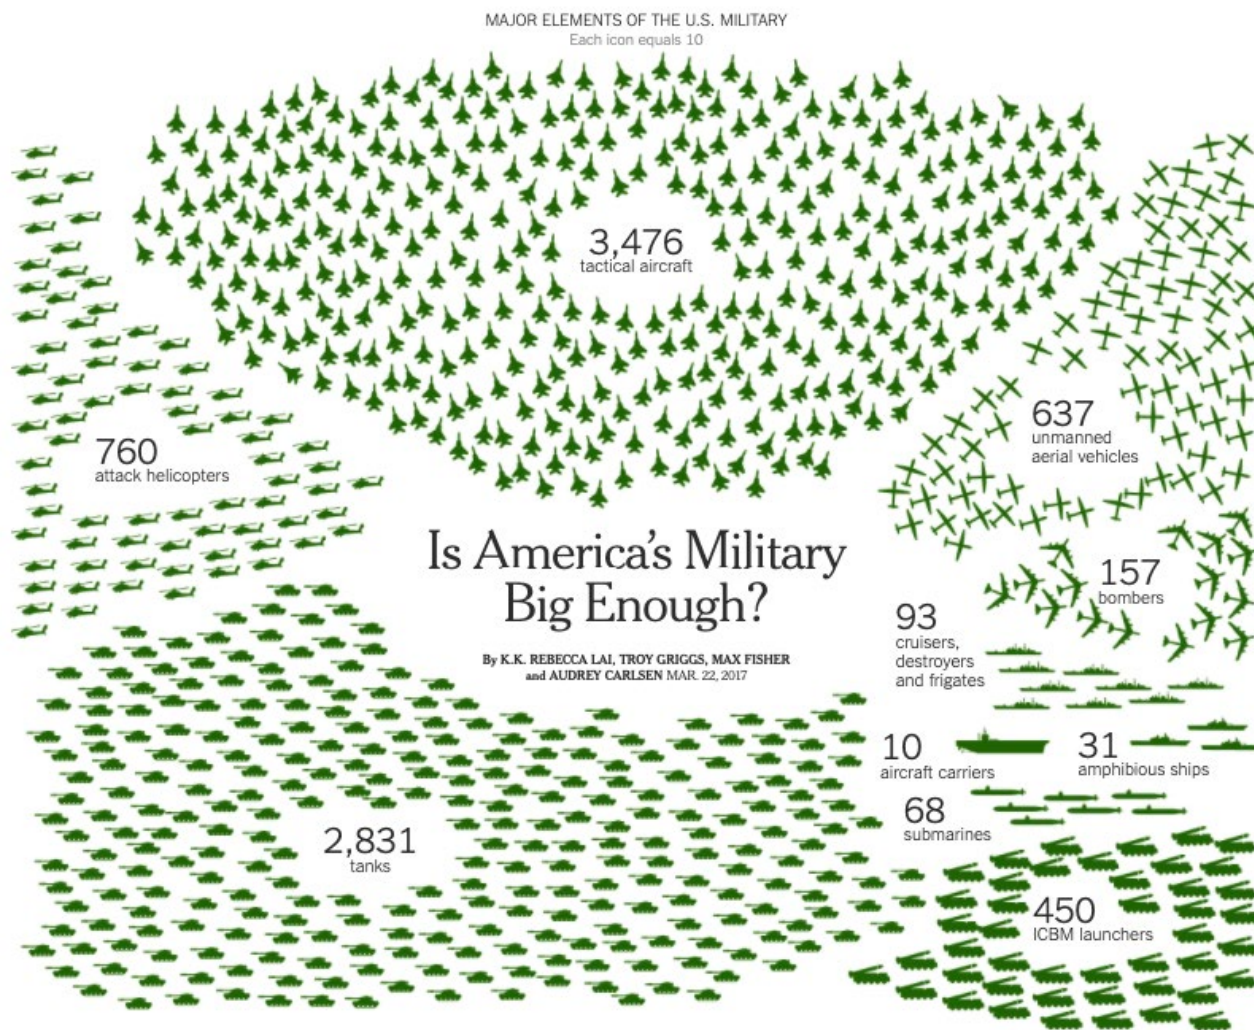 MAJOR ELEMENTS OF THE U.S. MILITARY
Each icon equals 10
3,476
tactical aircraft
637
unmanned
aerial vehicles
760
attack helicopters
Is America's Military
Big Enough?
By K.K. REBECCA LAI, TROY GRIGGS, MAX FISHER
and AUDREY CARLSEN MAR. 22, 2017
157
bombers
93
cruisers,
destroyers
and frigates
10
aircraft carriers
31
amphibious ships
68
submarines
2,831
tanks
450
ICBM launchers